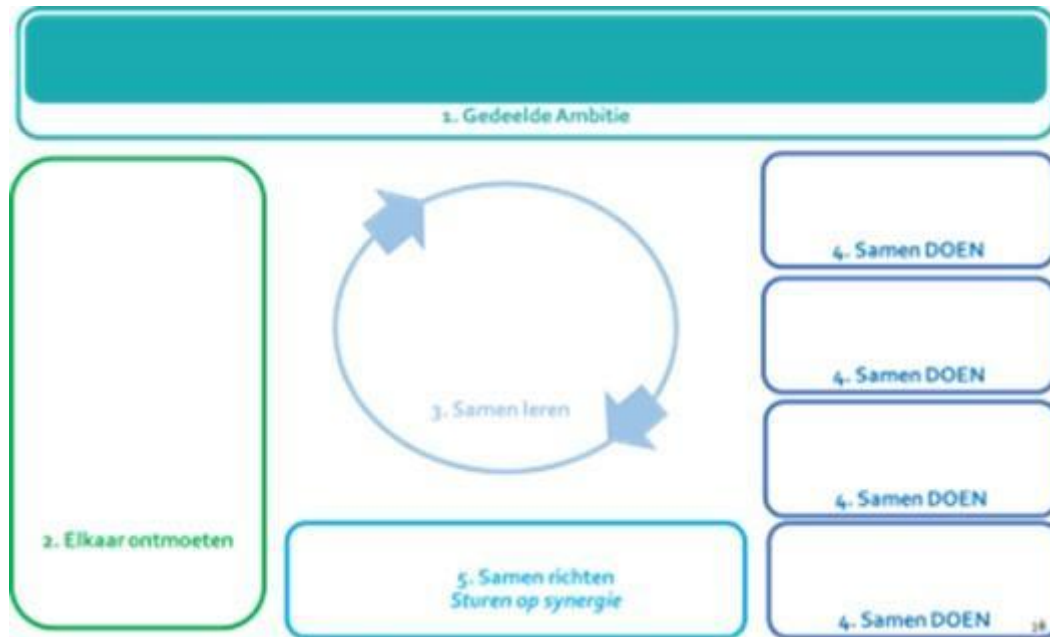 1. Gedeelde Ambitie
2. Elkaar ontmoeten
3. Samen leren
4. Samen DOEN
4. Samen DOEN
4. Samen DOEN
4. Samen DOEN
5. Samen richten
Sturen op synergie